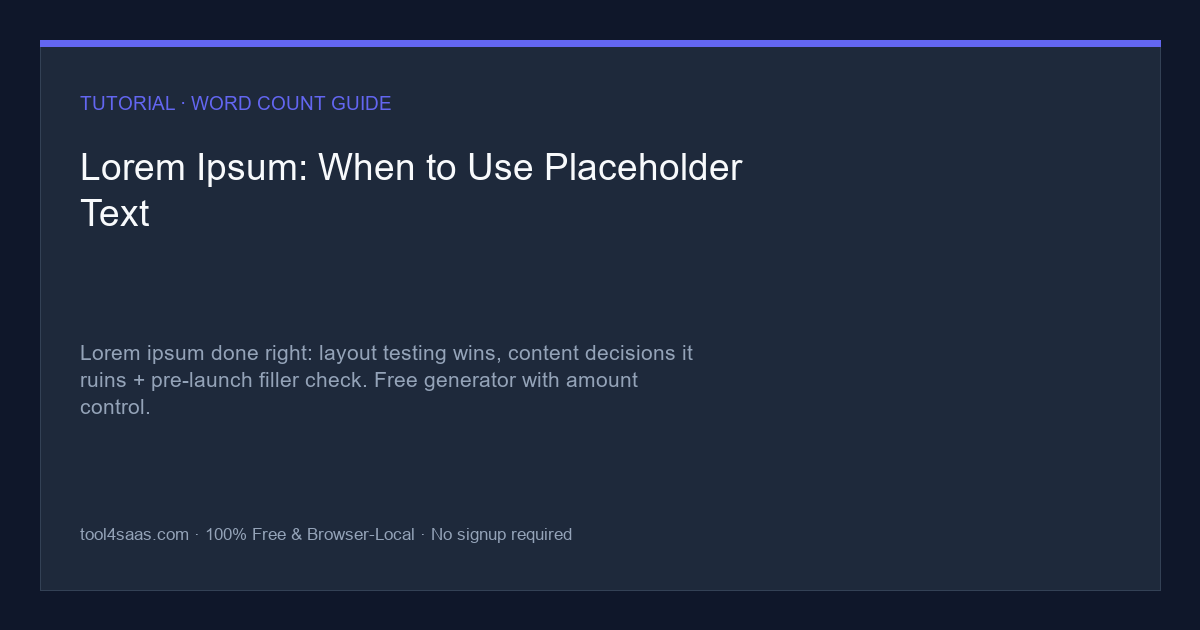 TUTORIAL · WORD COUNT GUIDE
Lorem Ipsum: When to Use Placeholder
Text
Lorem ipsum done right: layout testing wins, content decisions it
ruins + pre-launch filler check. Free generator with amount
control.
tool4saas.com · 100% Free & Browser-Local · No signup required